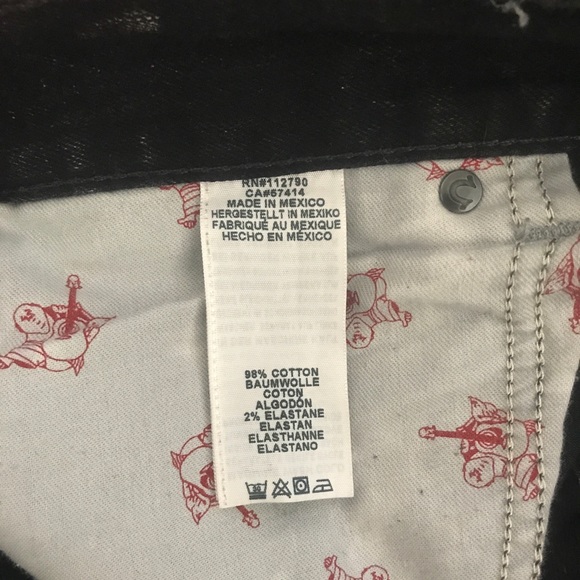 RN#112790
CA#57414
MADE IN MEXICO
HERGESTELLT IN MEXIKO
FABRIQUÉ AU MEXIQUE
HECHO EN MÉXICO
98% COTTON
BAUMWOLLE
COTON
ALGODÓN
2% ELASTANE
ELASTAN
ELASTHANNE
ELASTANO